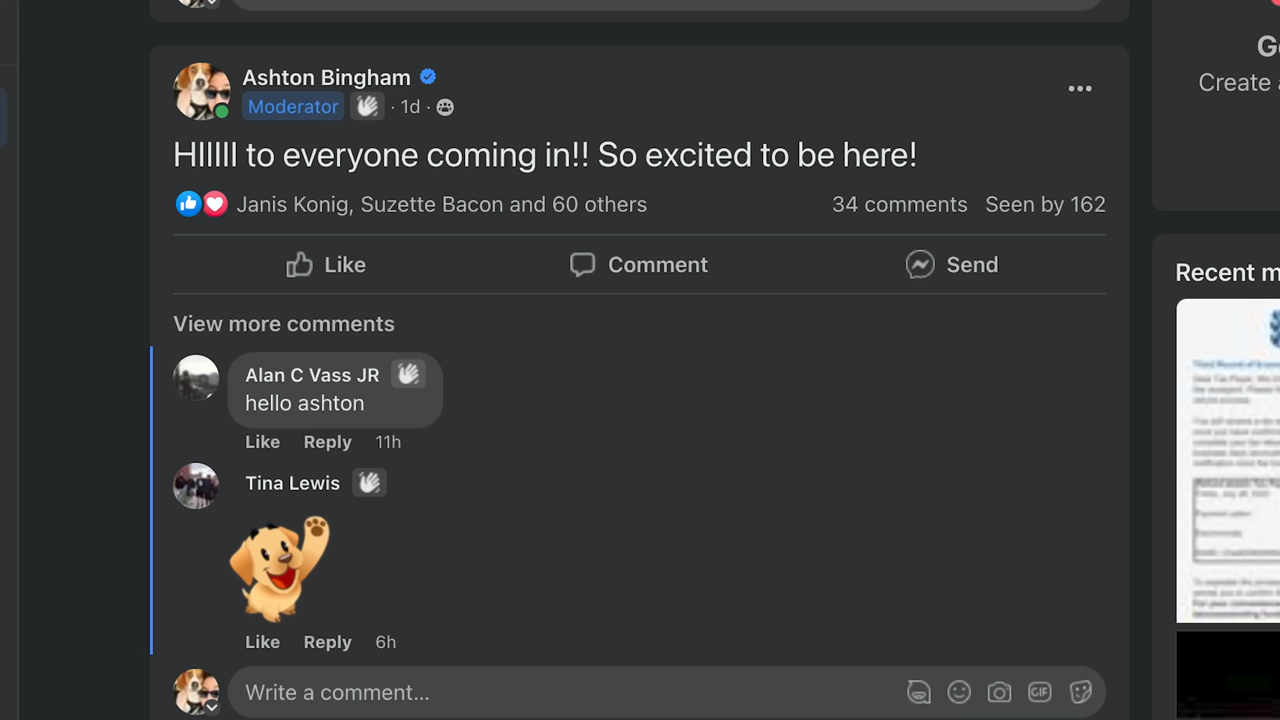 Ashton Bingham
Moderator · 1d ·
HIIIII to everyone coming in!! So excited to be here!
Janis Konig, Suzette Bacon and 60 others
34 comments Seen by 162
Like Comment Send
View more comments
Alan C Vass JR
hello ashton
Like Reply 11h
Tina Lewis
Like Reply 6h
Write a comment...
GIF
Create
Recent m